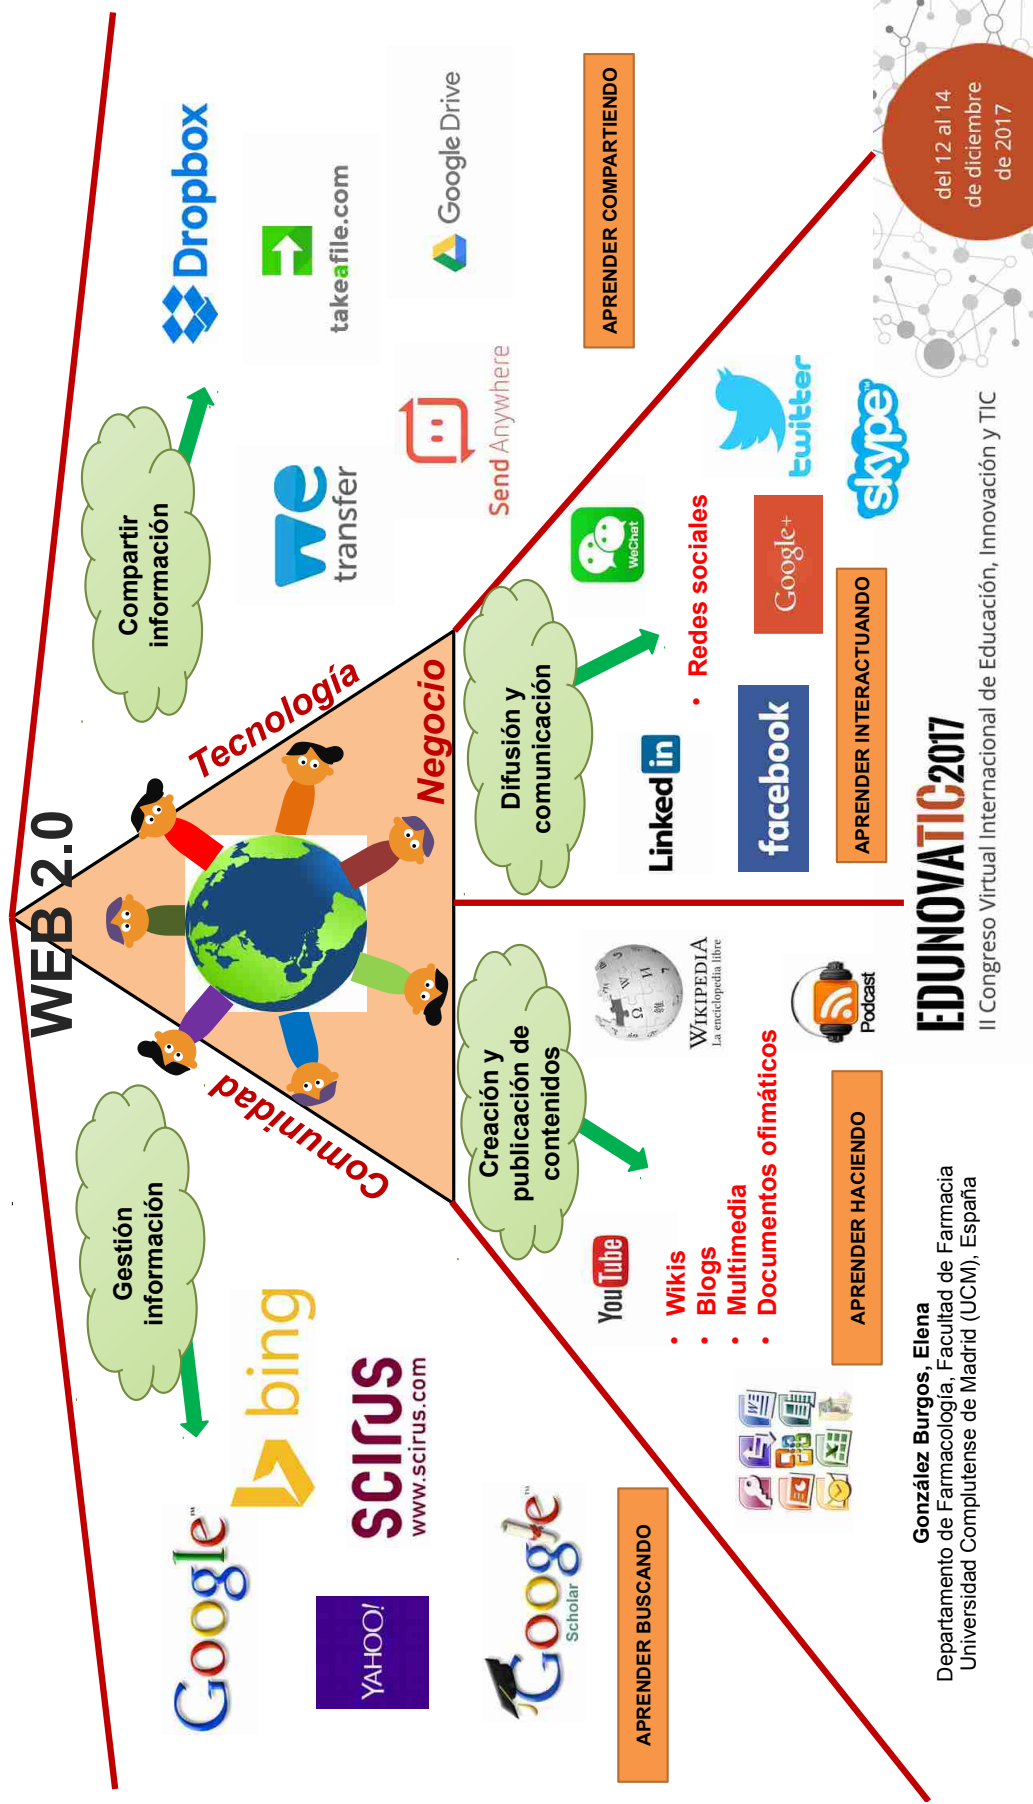 WEB 2.0
Comunidad
Tecnología
Negocio
Gestión
información
Google™
bing
YAHOO!
SCIRUS
www.scirus.com
Google™
Scholar
APRENDER BUSCANDO
Compartir
información
Dropbox
we
transfer
takeafile.com
Send Anywhere
Google Drive
APRENDER COMPARTIENDO
Creación y
publicación de
contenidos
YouTube
WIKIPEDIA
La enciclopedia libre
• Wikis
• Blogs
• Multimedia
• Documentos ofimáticos
Podcast
APRENDER HACIENDO
Difusión y
comunicación
WeChat
Linked in
• Redes sociales
facebook
Google+
twitter
skype™
APRENDER INTERACTUANDO
González Burgos, Elena
Departamento de Farmacología, Facultad de Farmacia
Universidad Complutense de Madrid (UCM), España
EDUNOVATIC2017
II Congreso Virtual Internacional de Educación, Innovación y TIC
del 12 al 14
de diciembre
de 2017